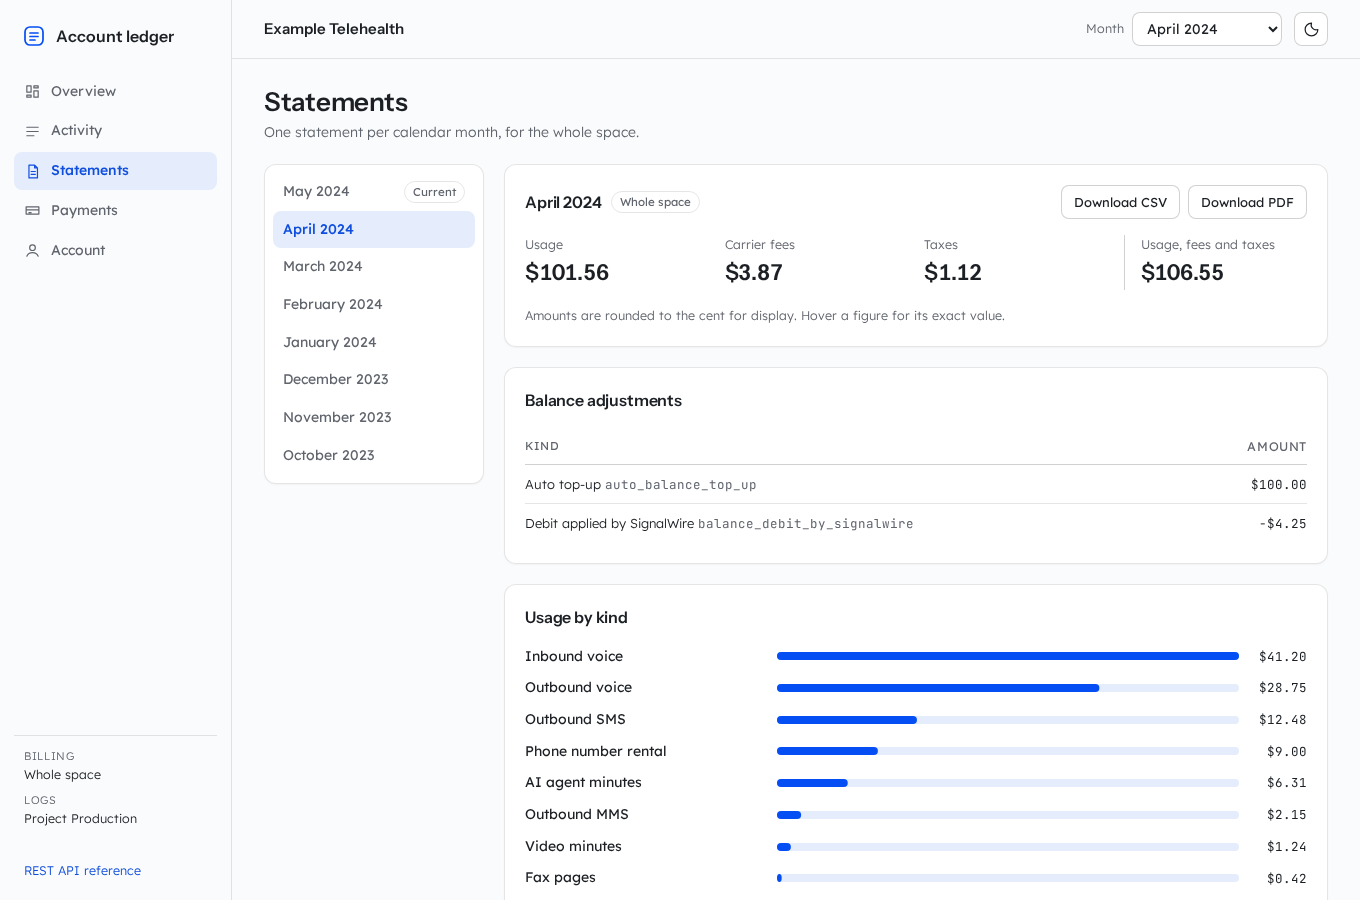 Account ledger
Overview
Activity
Statements
Payments
Account
BILLING
Whole space
LOGS
Project Production
REST API reference
Example Telehealth
Month
April 2024
Statements
One statement per calendar month, for the whole space.
May 2024 Current
April 2024
March 2024
February 2024
January 2024
December 2023
November 2023
October 2023
April 2024 Whole space
Download CSV
Download PDF
Usage
$101.56
Carrier fees
$3.87
Taxes
$1.12
Usage, fees and taxes
$106.55
Amounts are rounded to the cent for display. Hover a figure for its exact value.
Balance adjustments
KIND AMOUNT
Auto top-up auto_balance_top_up $100.00
Debit applied by SignalWire balance_debit_by_signalwire -$4.25
Usage by kind
Inbound voice $41.20
Outbound voice $28.75
Outbound SMS $12.48
Phone number rental $9.00
AI agent minutes $6.31
Outbound MMS $2.15
Video minutes $1.24
Fax pages $0.42